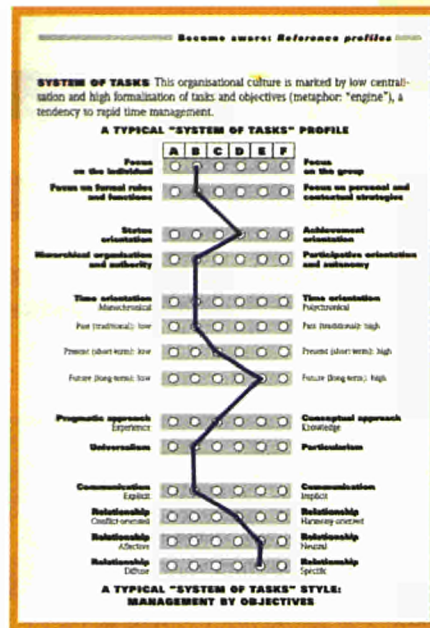 Become aware: Reference profiles
SYSTEM OF TASKS This organisational culture is marked by low centrali-
sation and high formalisation of tasks and objectives (metaphor: "engine"), a
tendency to rapid time management.
A TYPICAL "SYSTEM OF TASKS" PROFILE
A B C D E F
Focus on the individual
Focus on the group
Focus on formal rules and functions
Focus on personal and contextual strategies
Status orientation
Achievement orientation
Hierarchical organisation and authority
Participative orientation and autonomy
Time orientation
Monochronical
Time orientation
Polychronical
Past (traditional): low
Past (traditional): high
Present (short term): low
Present (short term): high
Future (long term): low
Future (long term): high
Pragmatic approach
Experience
Conceptual approach
Knowledge
Universalism
Particularism
Communication
Explicit
Communication
Implicit
Relationship
Conflict-oriented
Relationship
Harmony-oriented
Relationship
Affective
Relationship
Neutral
Relationship
Diffuse
Relationship
Specific
A TYPICAL "SYSTEM OF TASKS" STYLE:
MANAGEMENT BY OBJECTIVES